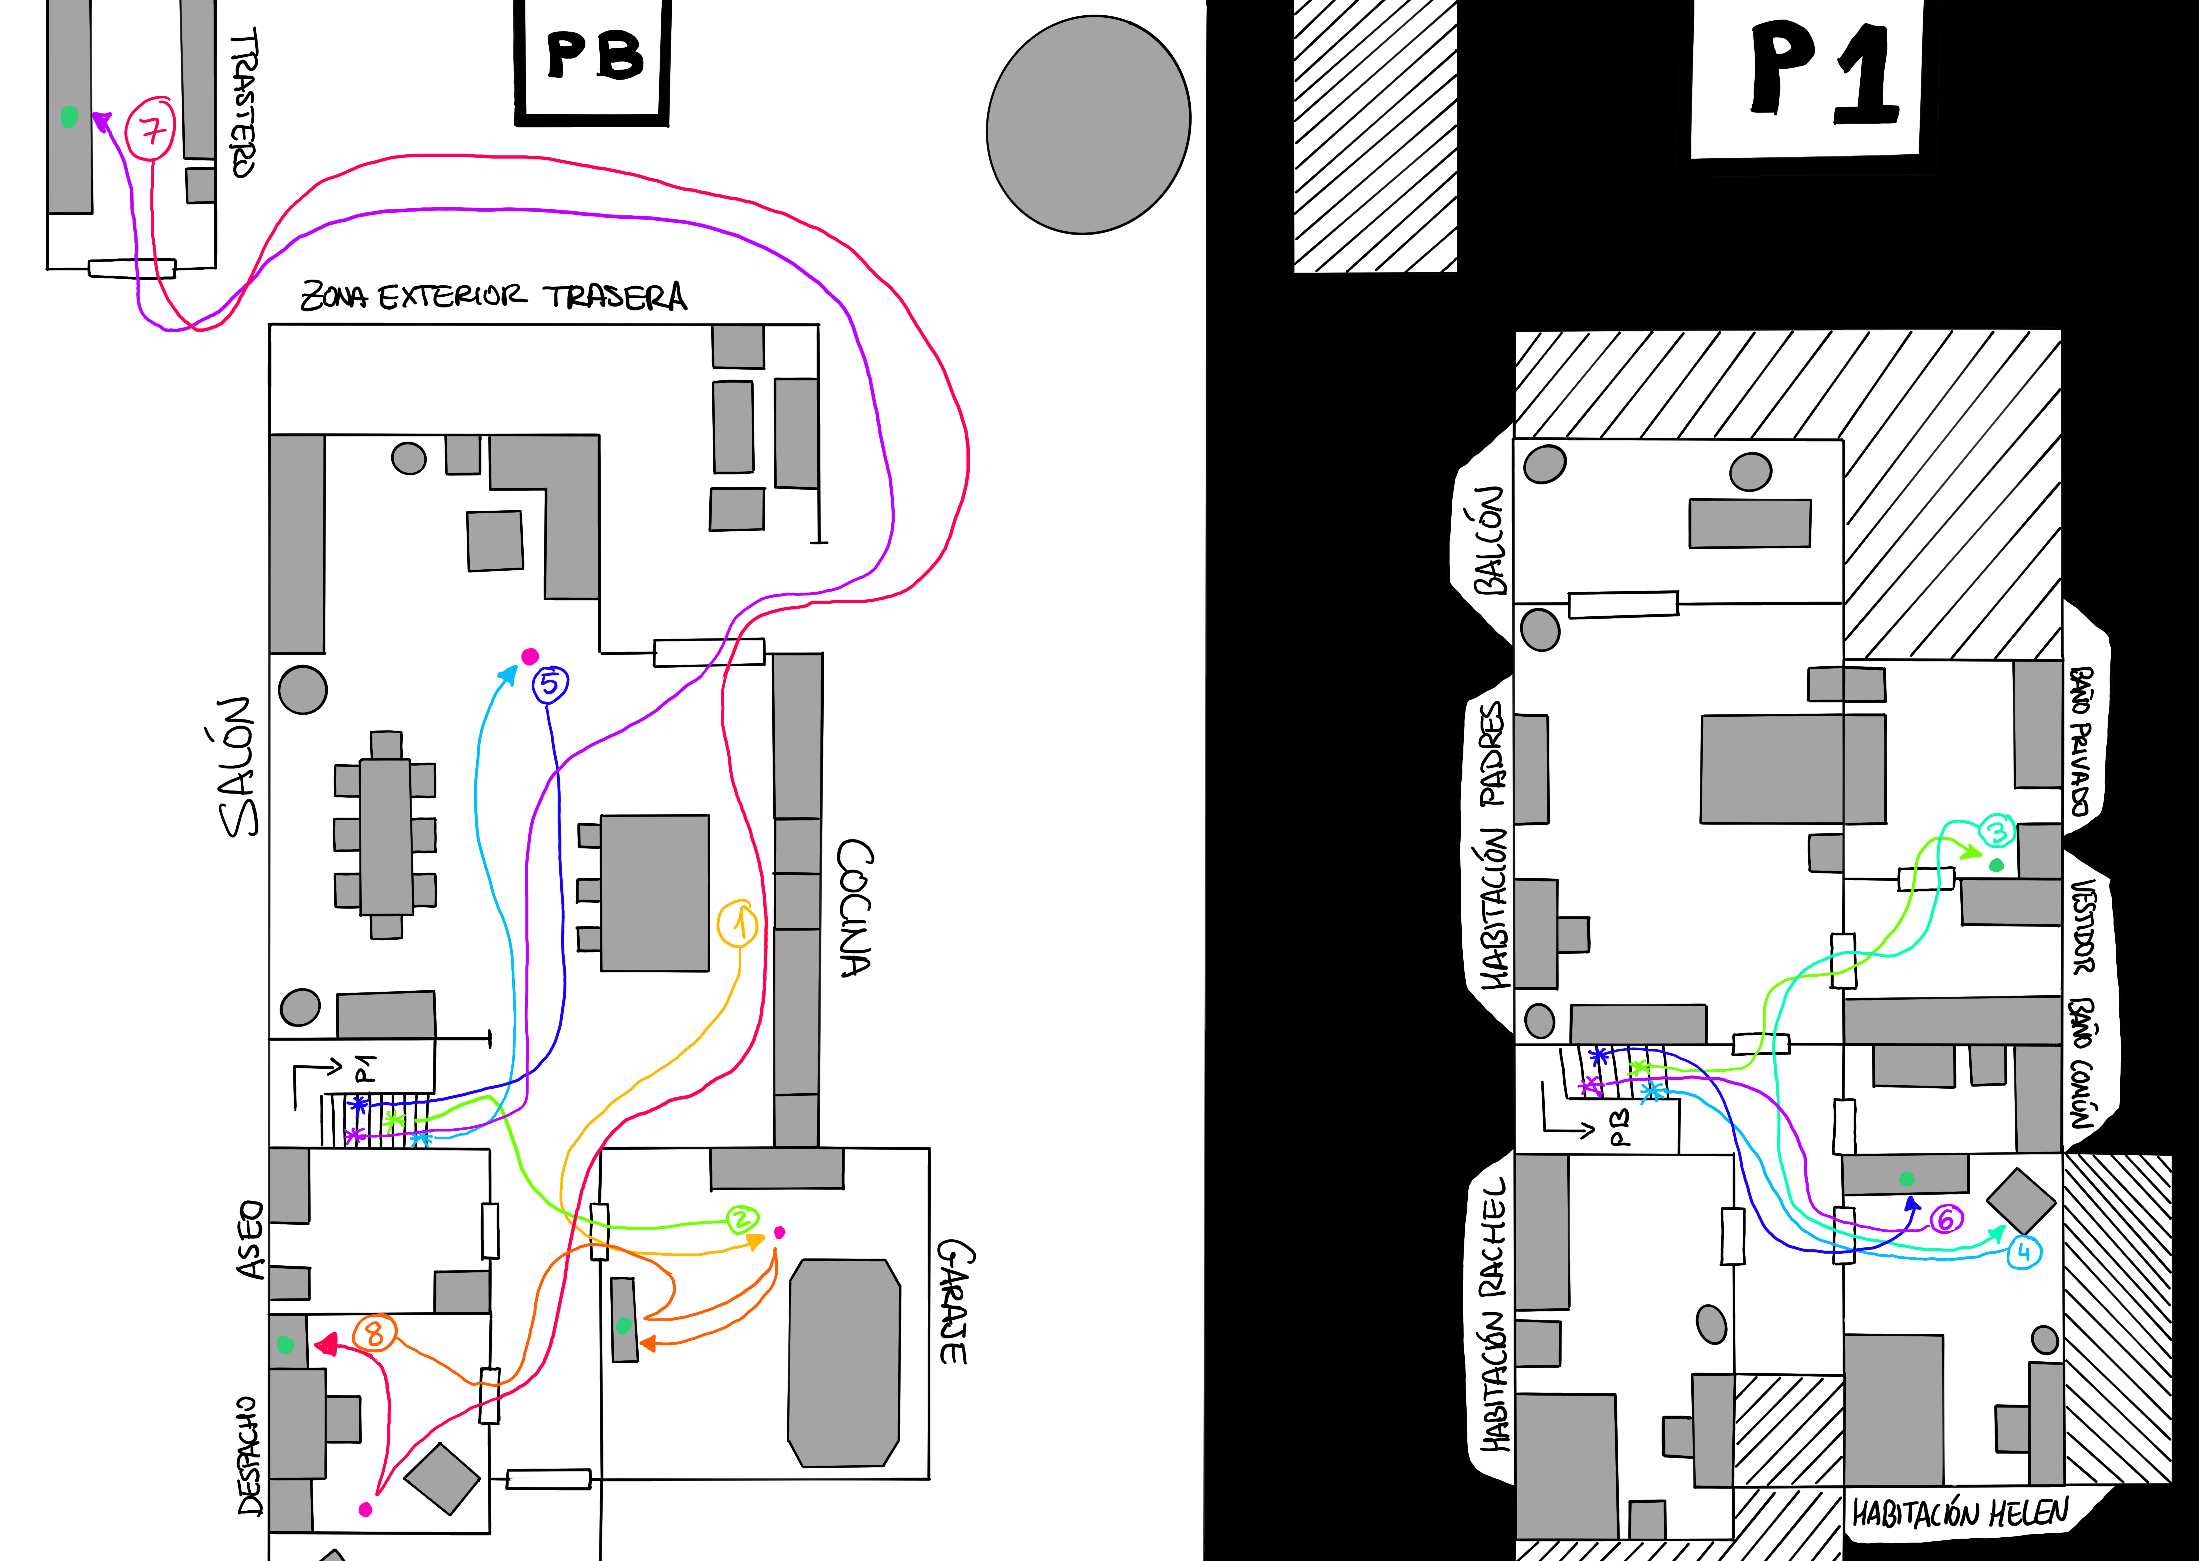 PB
TRASTERO
7
ZONA EXTERIOR TRASERA
5
SALÓN
1
COCINA
P1
2
ASEO
8
GARAJE
DESPACHO
P1
BALCÓN
HABITACIÓN PADRES
BAÑO PRIVADO
3
VESTIDOR
BAÑO COMÚN
PB
6
4
HABITACIÓN RACHEL
HABITACIÓN HELEN